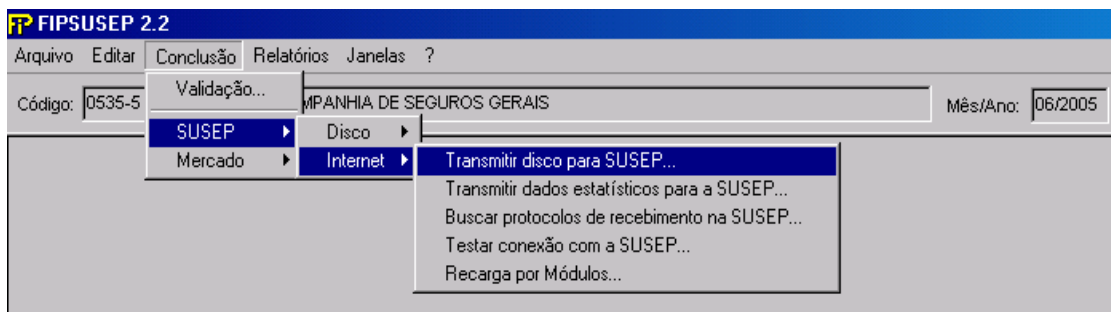 FIP FIPSUSEP 2.2
Arquivo Editar Conclusão Relatórios Janelas ?
Código: 0535-5 MPANHIA DE SEGUROS GERAIS Mês/Ano: 06/2005
Validação...
SUSEP Disco
Mercado Internet Transmitir disco para SUSEP...
Transmitir dados estatísticos para a SUSEP...
Buscar protocolos de recebimento na SUSEP...
Testar conexão com a SUSEP...
Recarga por Módulos...